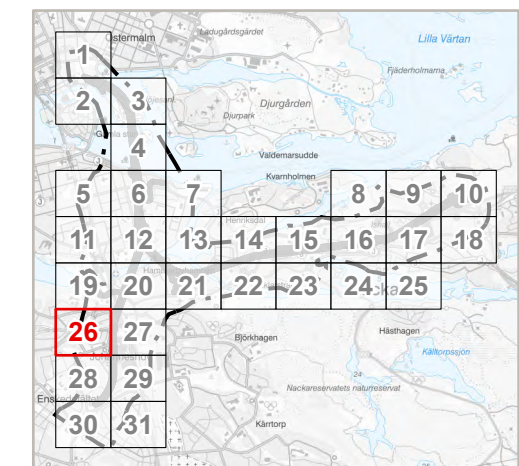 Ladugårdsgärdet
Lilla Värtan
Fjäderholmarna
1
2 3
Djurgården
Djurpark
4
Valdemarsudde
Kvarnholmen
5 6 7 8 9 10
Henriksdal
11 12 13 14 15 16 17 18
19 20 21 22 23 24 25
26 27
Björkhagen
Hästhagen
Källtorpssjön
28 29
24
Nackareservatets naturreservat
Kärrtorp
30 31